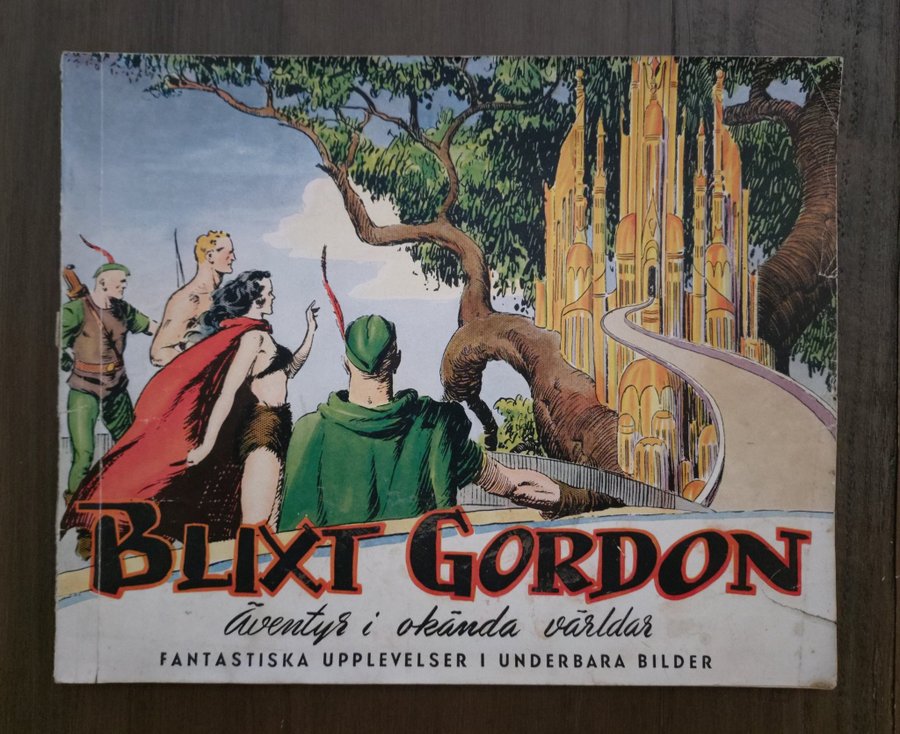 BLIXT GORDON
Äventyr i okända världar
FANTASTISKA UPPLEVELSER I UNDERBARA BILDER